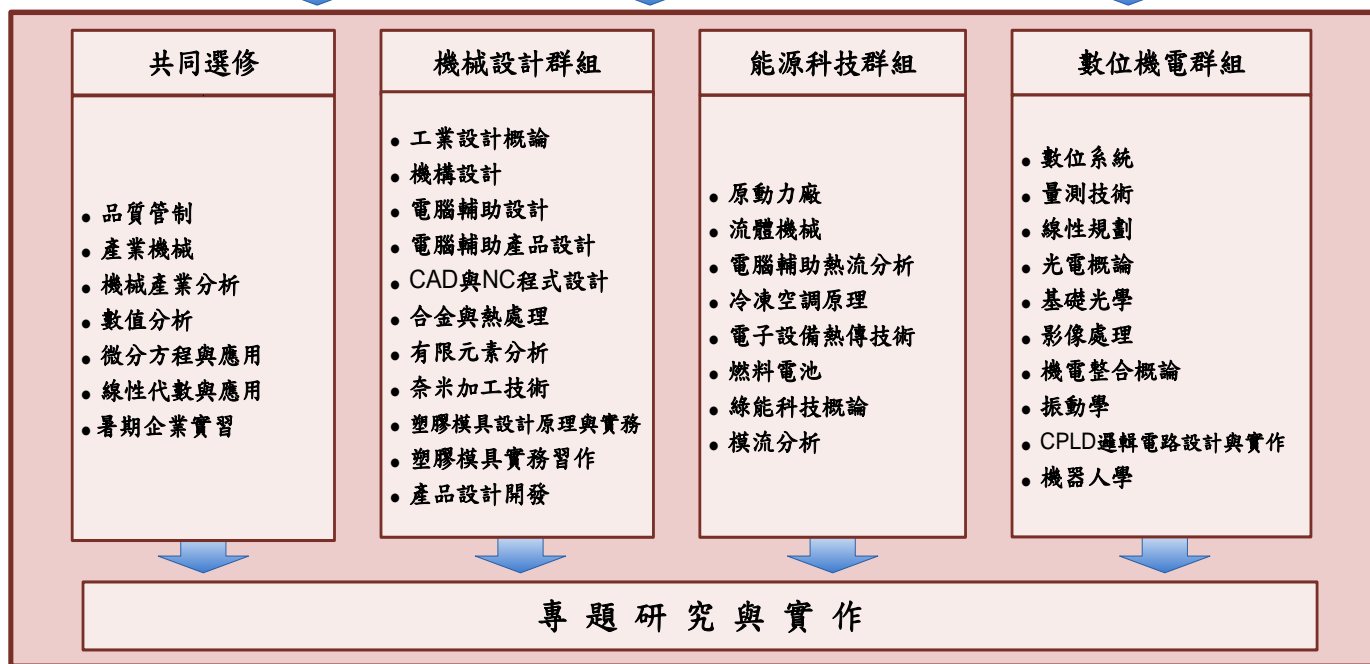 共同選修
• 品質管制
• 產業機械
• 機械產業分析
• 數值分析
• 微分方程與應用
• 線性代數與應用
• 暑期企業實習
機械設計群組
• 工業設計概論
• 機構設計
• 電腦輔助設計
• 電腦輔助產品設計
• CAD與NC程式設計
• 合金與熱處理
• 有限元素分析
• 奈米加工技術
• 塑膠模具設計原理與實務
• 塑膠模具實務習作
• 產品設計開發
能源科技群組
• 原動力廠
• 流體機械
• 電腦輔助熱流分析
• 冷凍空調原理
• 電子設備熱傳技術
• 燃料電池
• 綠能科技概論
• 模流分析
數位機電群組
• 數位系統
• 量測技術
• 線性規劃
• 光電概論
• 基礎光學
• 影像處理
• 機電整合概論
• 振動學
• CPLD邏輯電路設計與實作
• 機器人學
專題研究與實作